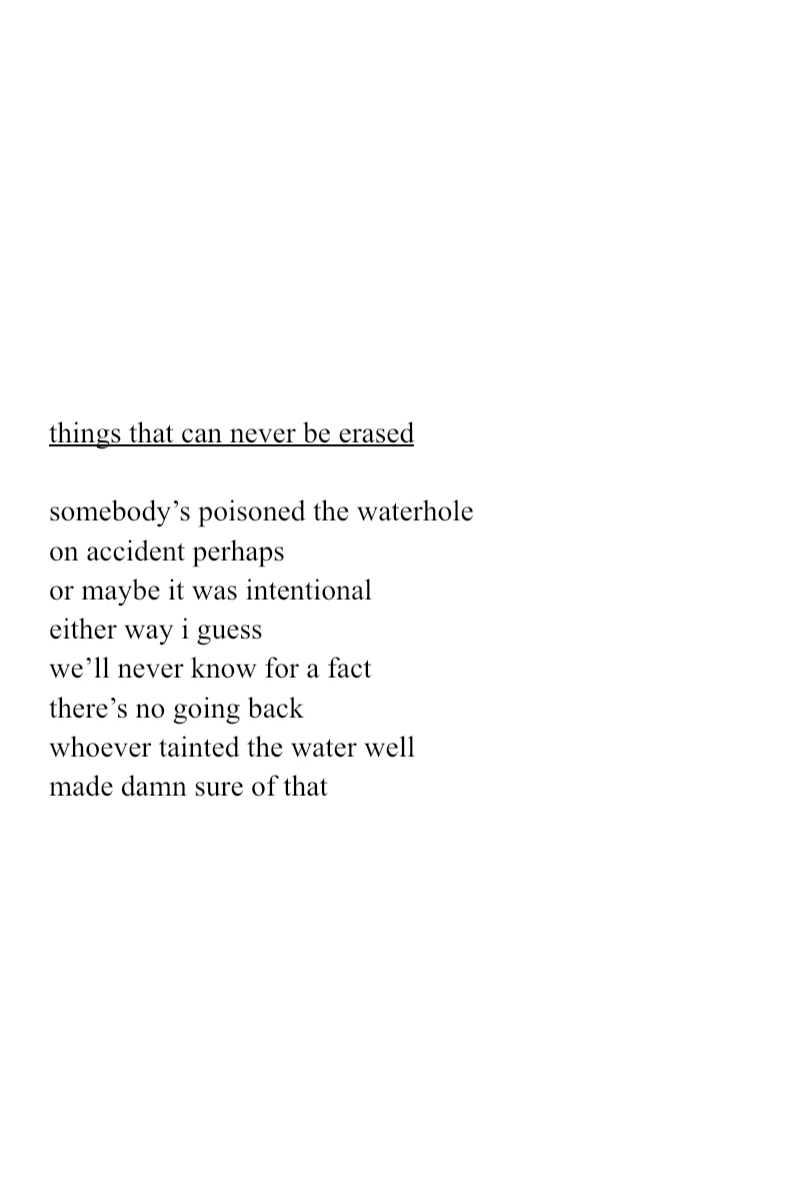 things that can never be erased
somebody’s poisoned the waterhole
on accident perhaps
or maybe it was intentional
either way i guess
we’ll never know for a fact
there’s no going back
whoever tainted the water well
made damn sure of that